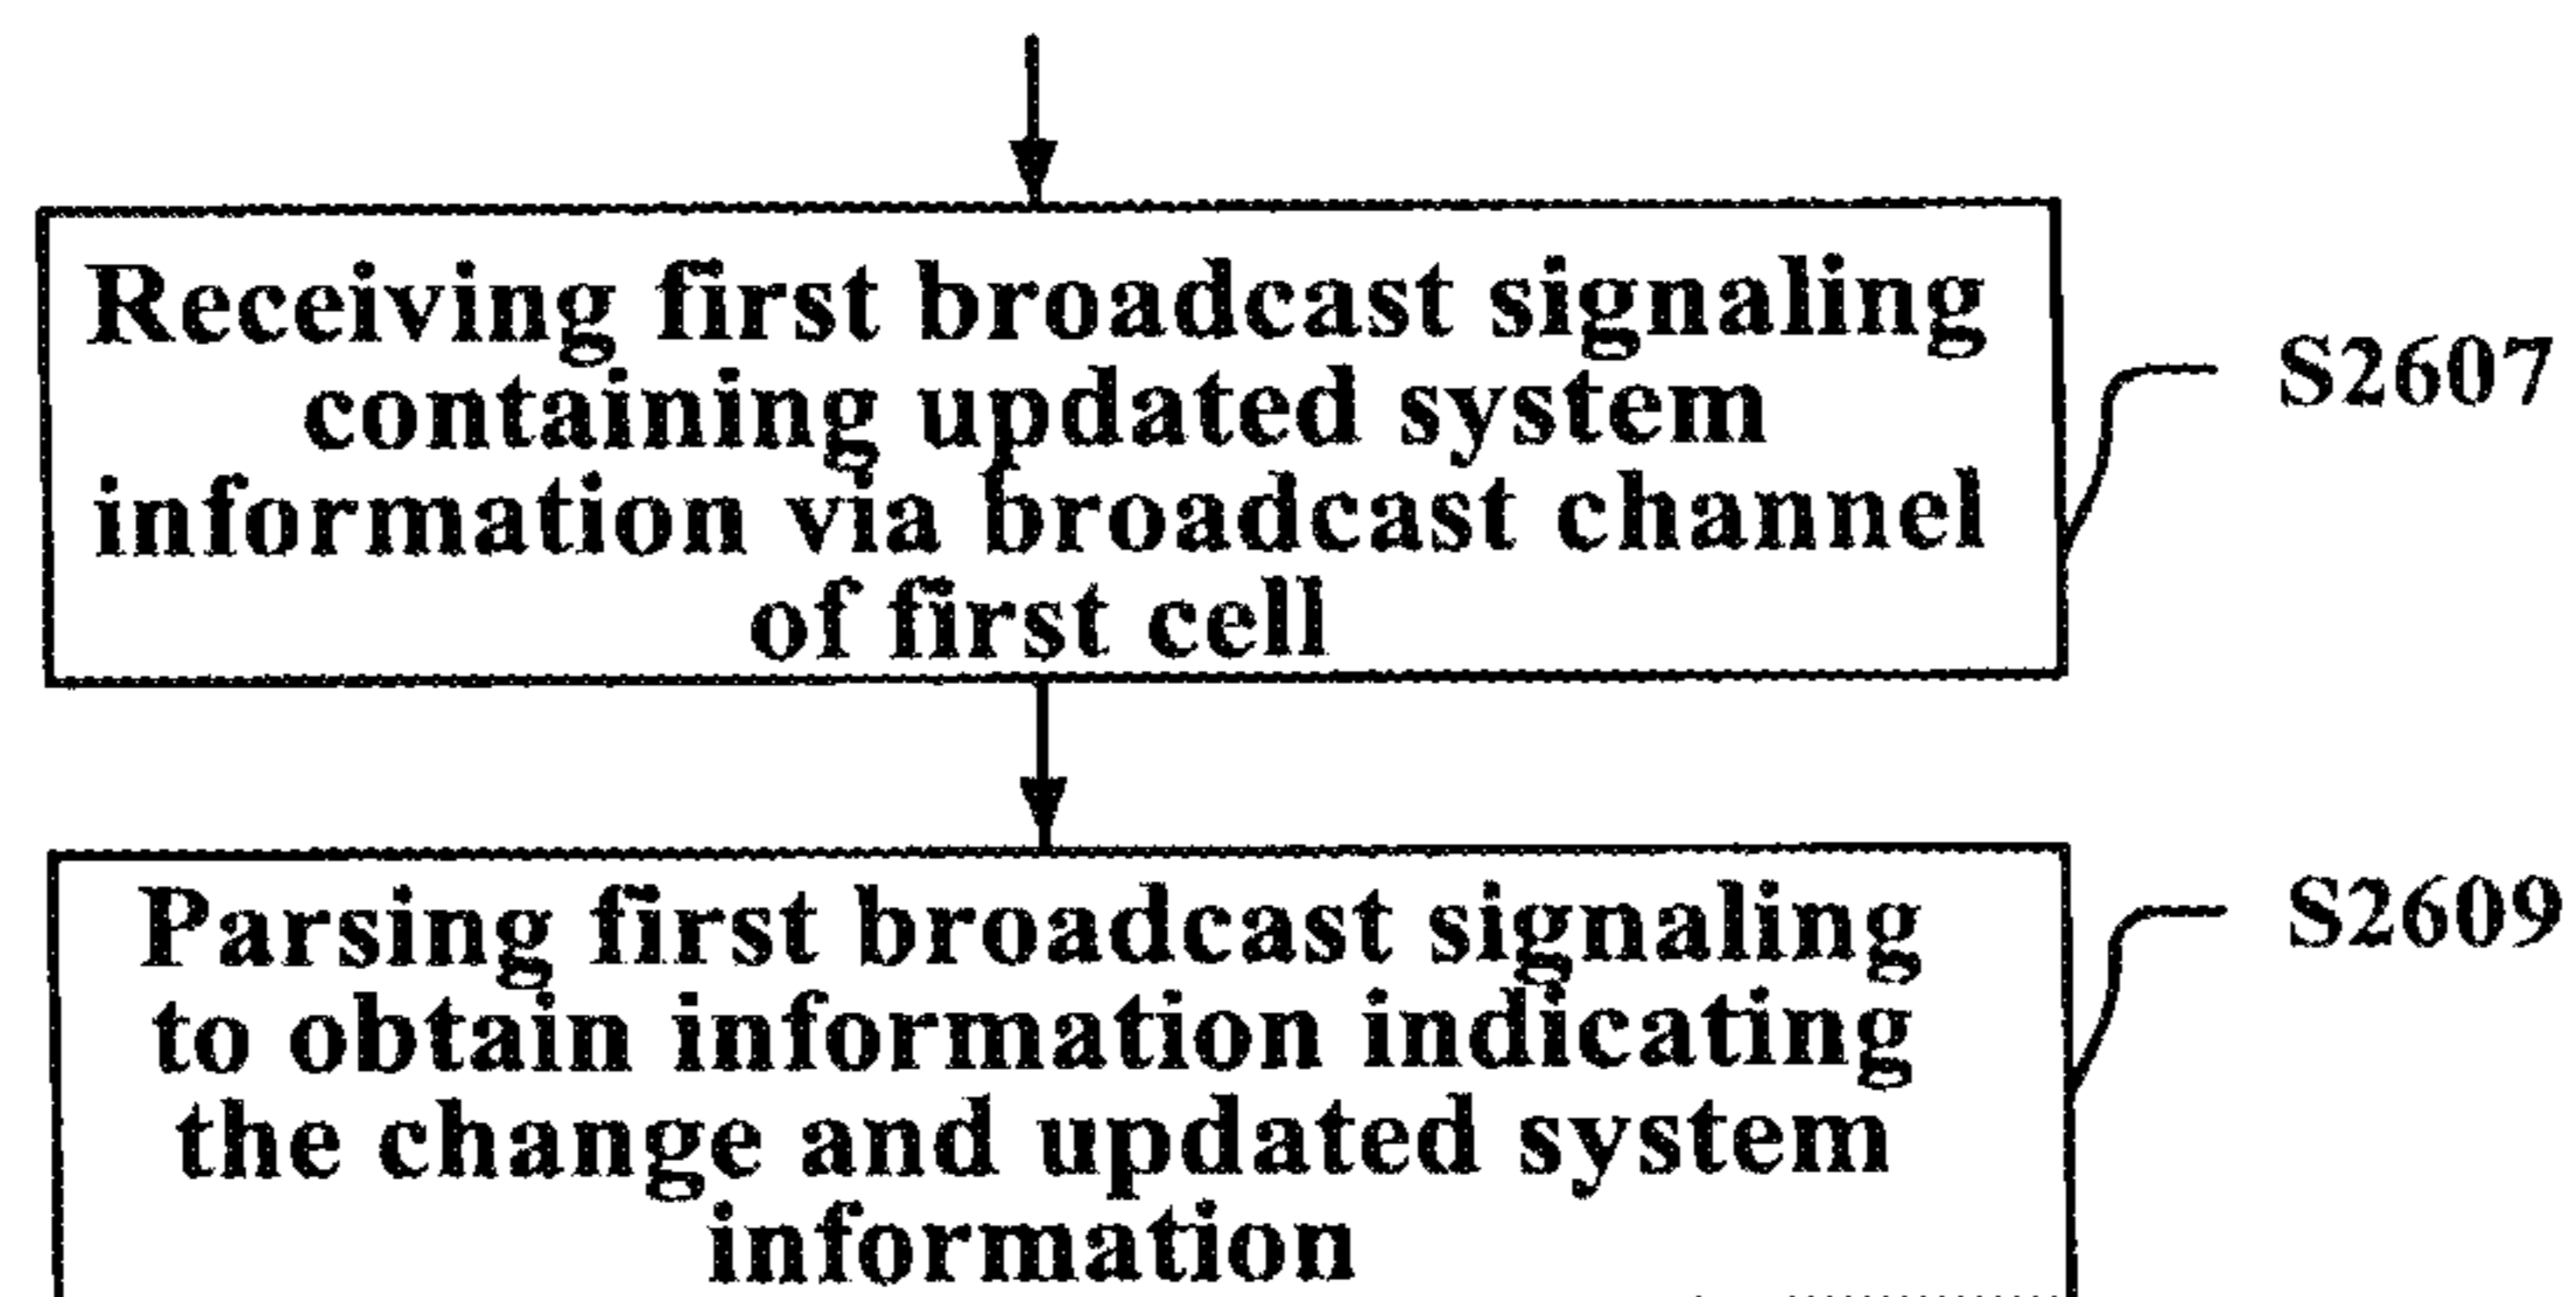 Receiving first broadcast signaling
containing updated system
information via broadcast channel
of first cell
S2607
Parsing first broadcast signaling
to obtain information indicating
the change and updated system
information
S2609